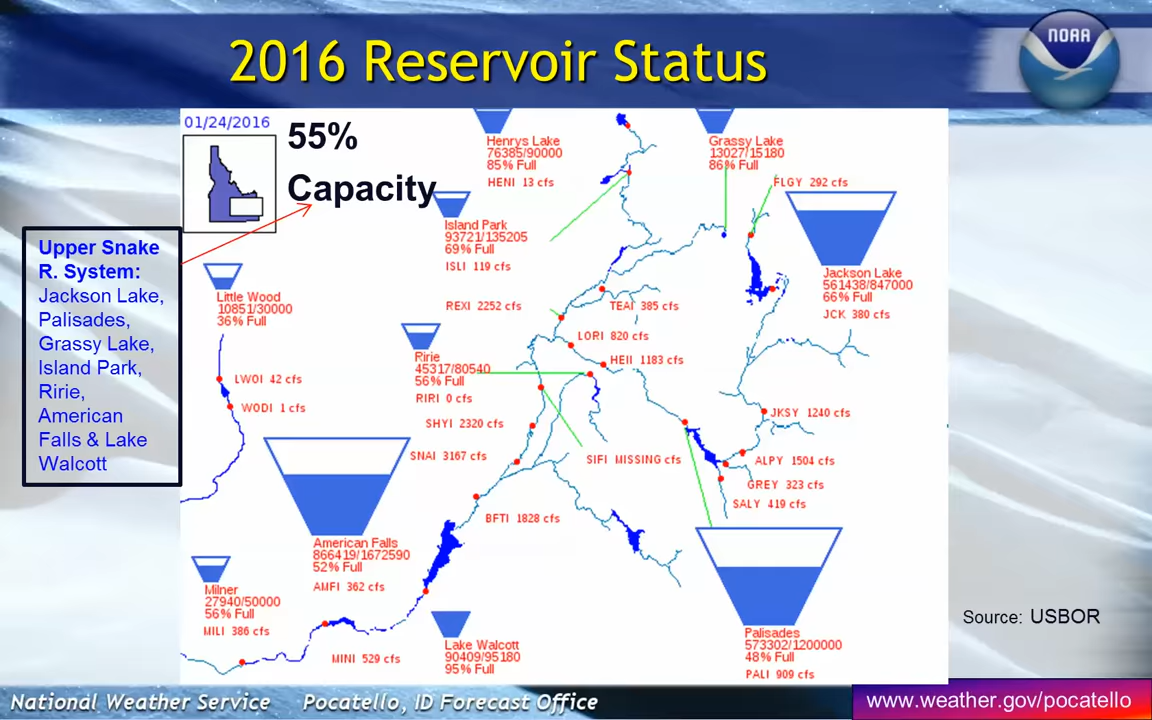 2016 Reservoir Status
NOAA
01/24/2016
55%
Capacity
Upper Snake
R. System:
Jackson Lake,
Palisades,
Grassy Lake,
Island Park,
Ririe,
American
Falls & Lake
Walcott
Henrys Lake
76385/90000
85% Full
HENI 13 cfs
Grassy Lake
13027/15180
86% Full
FLGY 292 cfs
Island Park
93721/135205
69% Full
ISLI 119 cfs
Jackson Lake
561438/847000
66% Full
JCK 380 cfs
Little Wood
10851/30000
36% Full
REXI 2252 cfs
TEAI 385 cfs
LORI 820 cfs
HEII 1183 cfs
Ririe
45317/80540
56% Full
RIRI 0 cfs
LWOI 42 cfs
WODI 1 cfs
SHYI 2320 cfs
JKSY 1240 cfs
SNAI 3167 cfs
SIFI MISSING cfs
ALPY 1504 cfs
GREY 323 cfs
SALY 419 cfs
BFTI 1828 cfs
American Falls
866419/1672590
52% Full
AMFI 362 cfs
Milner
27940/50000
56% Full
MILI 386 cfs
MINI 529 cfs
Lake Walcott
90409/95180
95% Full
Palisades
573302/1200000
48% Full
PALI 909 cfs
Source: USBOR
National Weather Service Pocatello, ID Forecast Office
www.weather.gov/pocatello